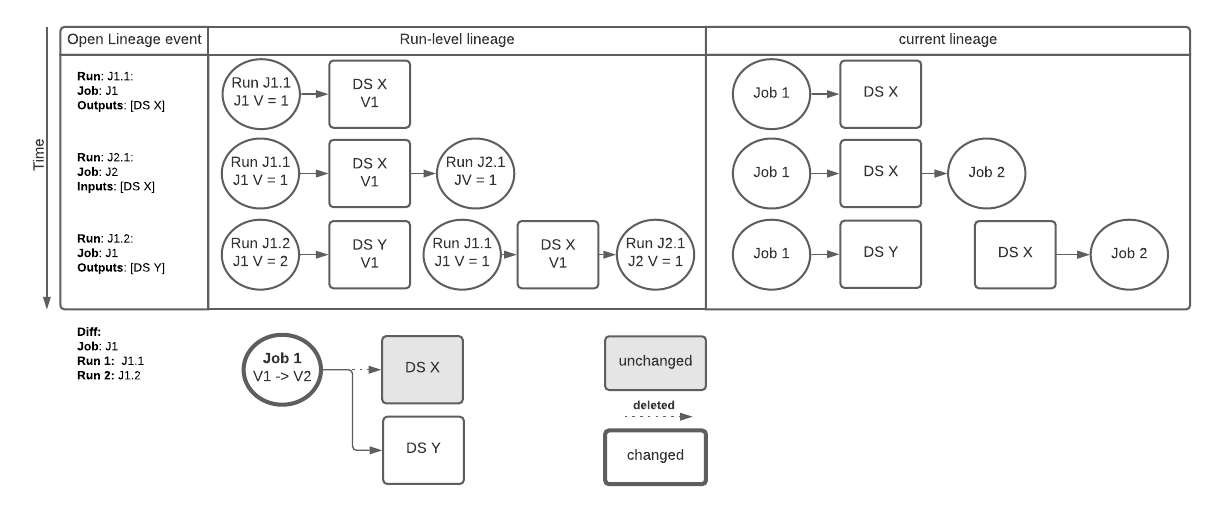 Open Lineage event
Run-level lineage
current lineage
Time
Run: J1.1:
Job: J1
Outputs: [DS X]
Run J1.1
J1 V = 1
DS X
V1
Job 1
DS X
Run: J2.1:
Job: J2
Inputs: [DS X]
Run J1.1
J1 V = 1
DS X
V1
Run J2.1
JV = 1
Job 1
DS X
Job 2
Run: J1.2:
Job: J1
Outputs: [DS Y]
Run J1.2
J1 V = 2
DS Y
V1
Run J1.1
J1 V = 1
DS X
V1
Run J2.1
J2 V = 1
Job 1
DS Y
DS X
Job 2
Diff:
Job: J1
Run 1:  J1.1
Run 2: J1.2
Job 1
V1 -> V2
DS X
DS Y
unchanged
deleted
changed